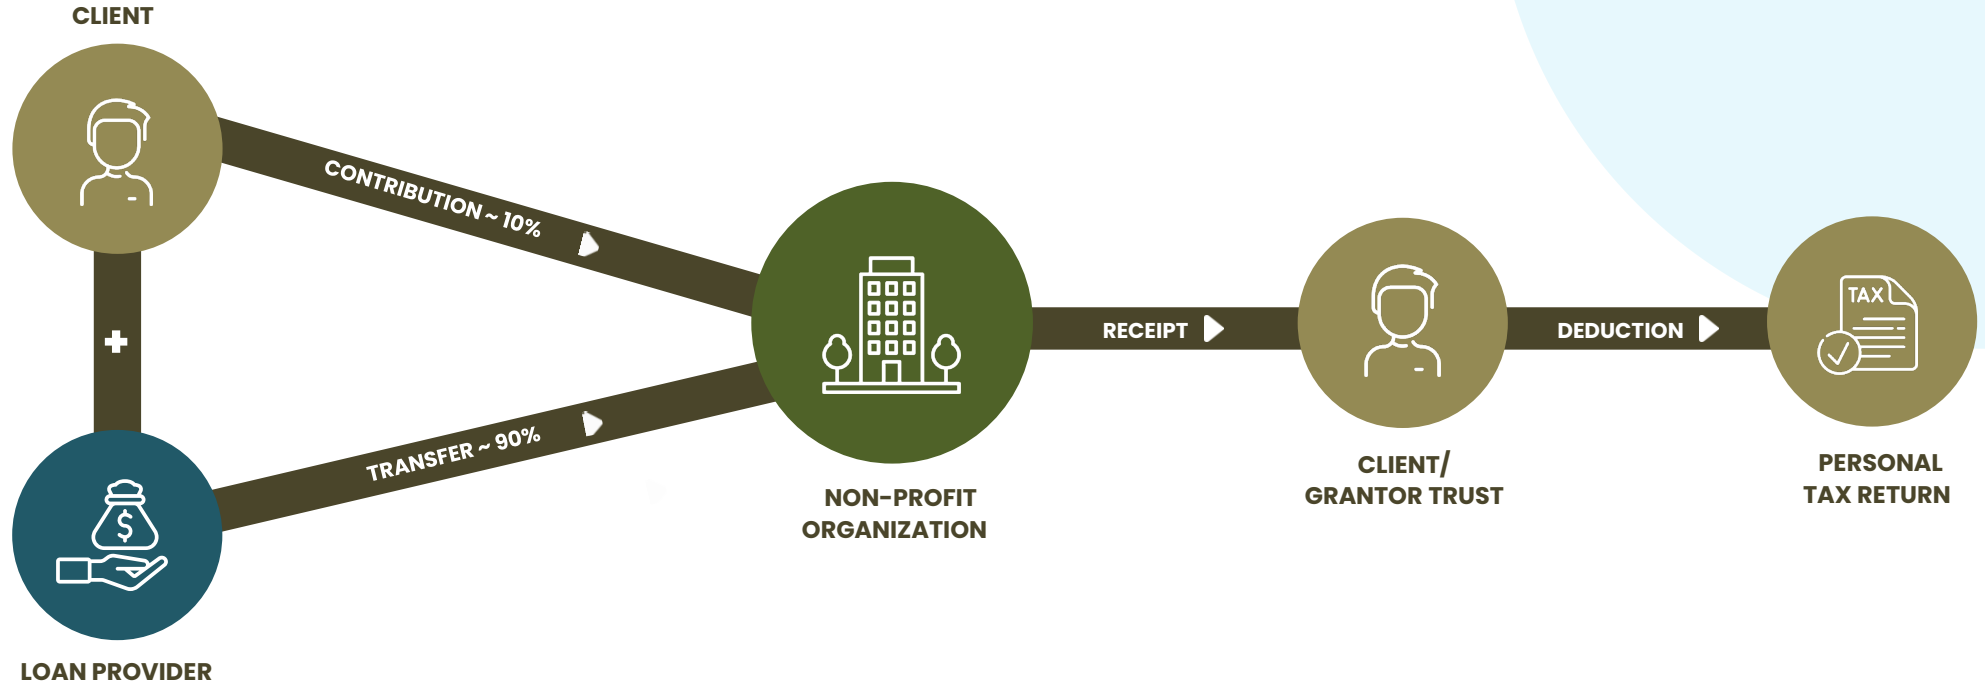 CLIENT
CONTRIBUTION ~ 10%
TRANSFER ~ 90%
LOAN PROVIDER
$
NON-PROFIT
ORGANIZATION
RECEIPT
CLIENT/
GRANTOR TRUST
DEDUCTION
TAX
PERSONAL
TAX RETURN